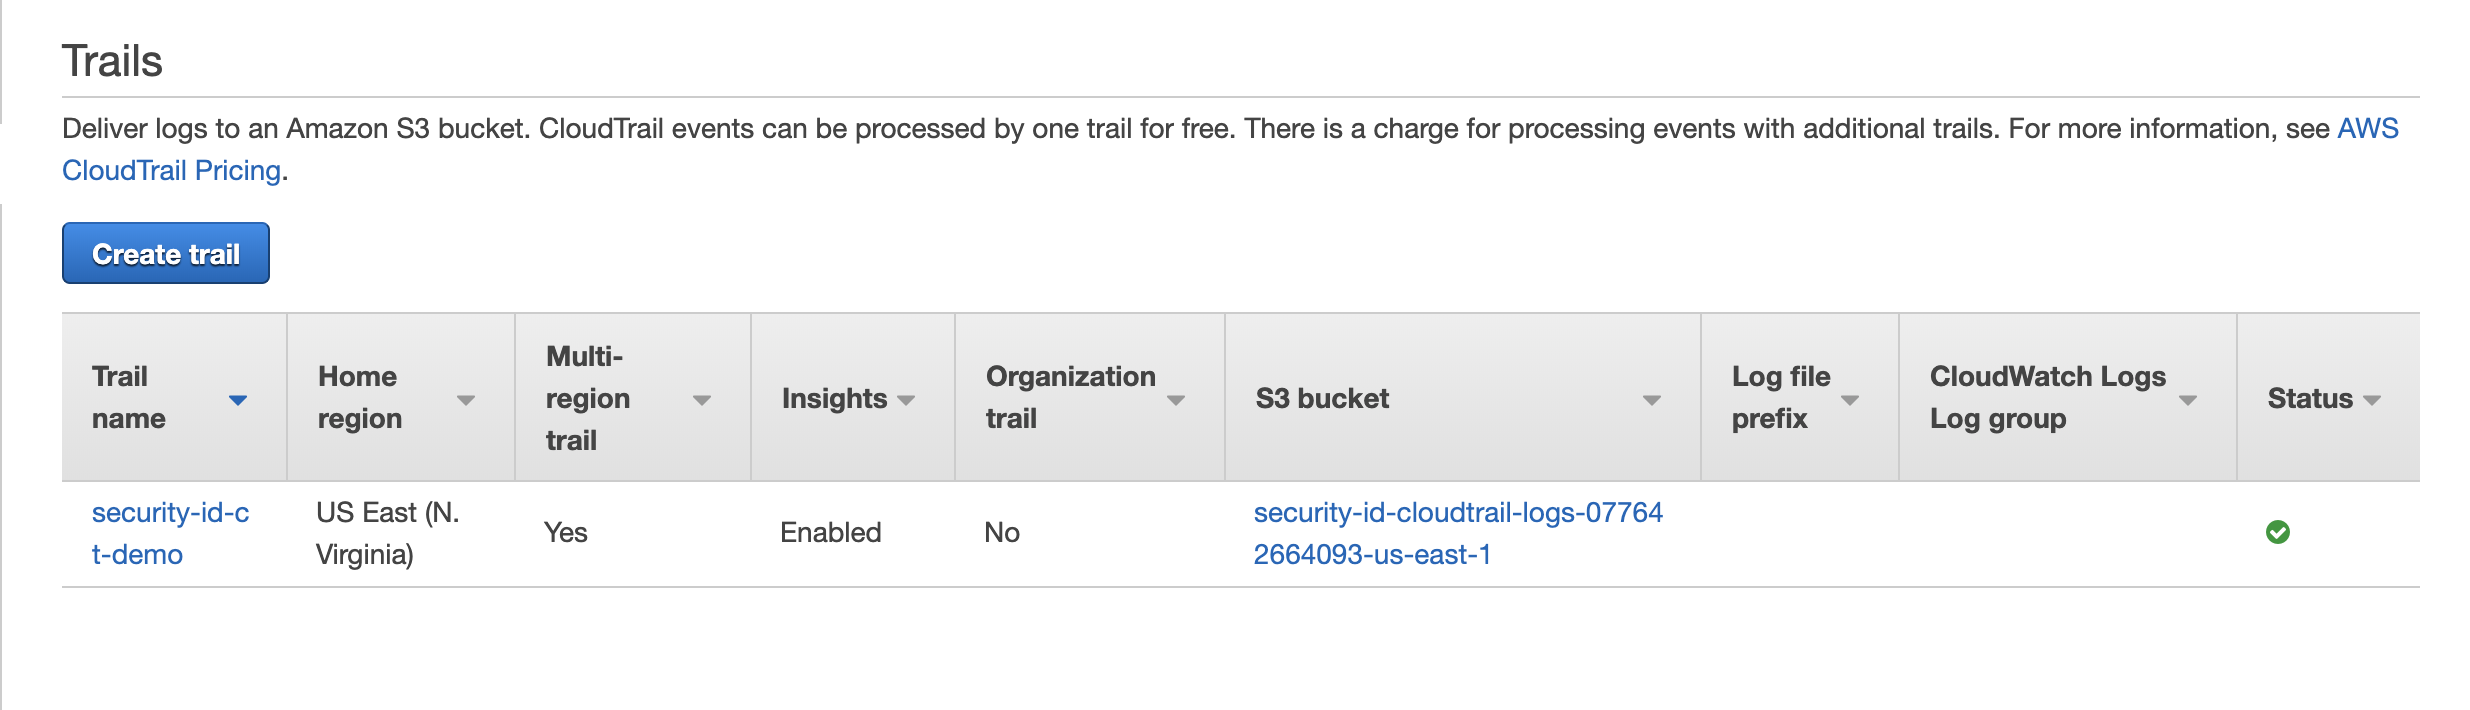 Trails
Deliver logs to an Amazon S3 bucket. CloudTrail events can be processed by one trail for free. There is a charge for processing events with additional trails. For more information, see AWS
CloudTrail Pricing.
Create trail
Trail
name
Home
region
Multi-
region
trail
Insights
Organization
trail
S3 bucket
Log file
prefix
CloudWatch Logs
Log group
Status
security-id-c
t-demo
US East (N.
Virginia)
Yes
Enabled
No
security-id-cloudtrail-logs-07764
2664093-us-east-1